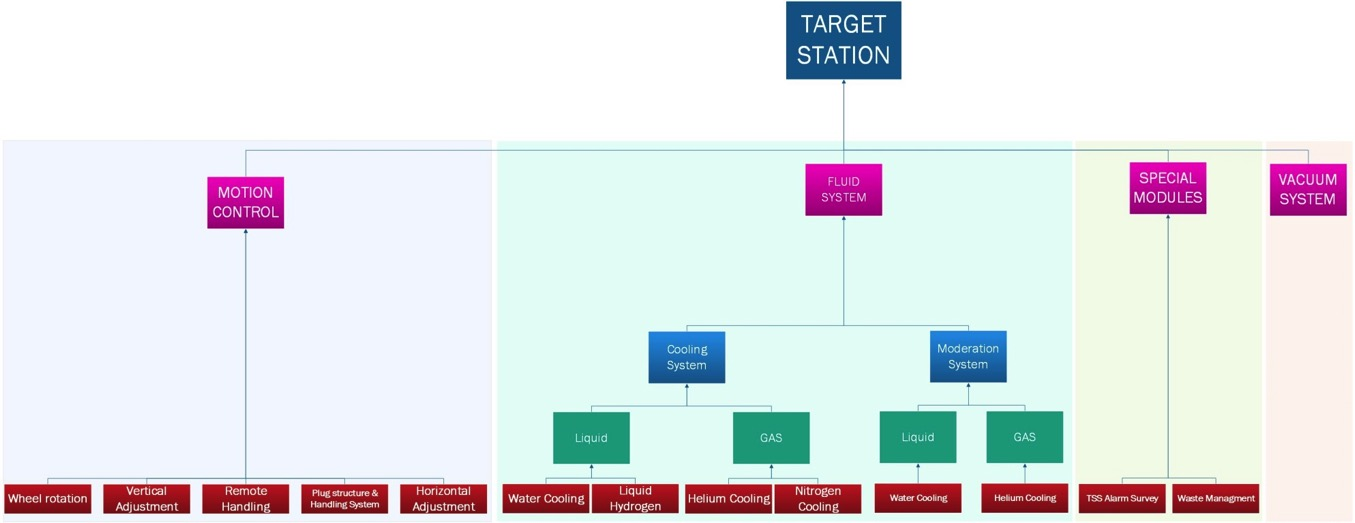 TARGET
STATION
MOTION
CONTROL
FLUID
SYSTEM
SPECIAL
MODULES
VACUUM
SYSTEM
Cooling
System
Moderation
System
Liquid
GAS
Liquid
GAS
Wheel rotation
Vertical
Adjustment
Remote
Handling
Plug structure &
Handling System
Horizontal
Adjustment
Water Cooling
Liquid
Hydrogen
Helium Cooling
Nitrogen
Cooling
Water Cooling
Helium Cooling
TSS Alarm Survey
Waste Managment